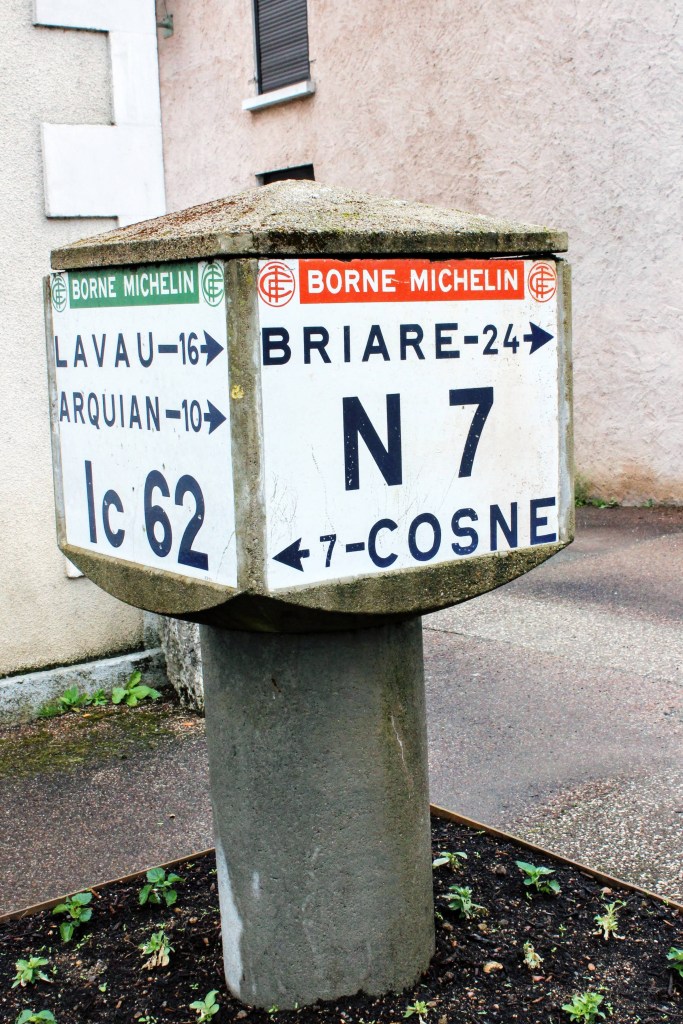 BORNE MICHELIN
LAVAU-16→
ARQUIAN-10→
Ic 62
BORNE MICHELIN
BRIARE-24→
N 7
←7-COSNE